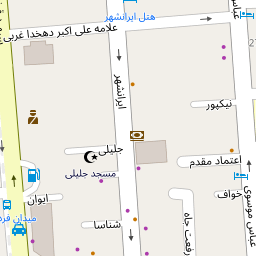 هتل ایرانشهر
علامه علی اکبر دهخدا غربی
عباس
ایرانشهر
نیکپور
جلیلی
اعتماد مقدم
مسجد جلیلی
خواف
ایوان
میدان فرد
شناسا
رفعت جاه
عباس موسوی